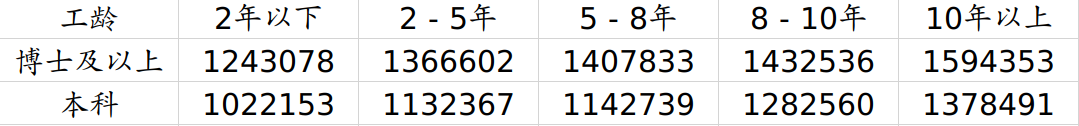 工龄 2年以下 2 - 5年 5 - 8年 8 - 10年 10年以上
博士及以上 1243078 1366602 1407833 1432536 1594353
本科 1022153 1132367 1142739 1282560 1378491